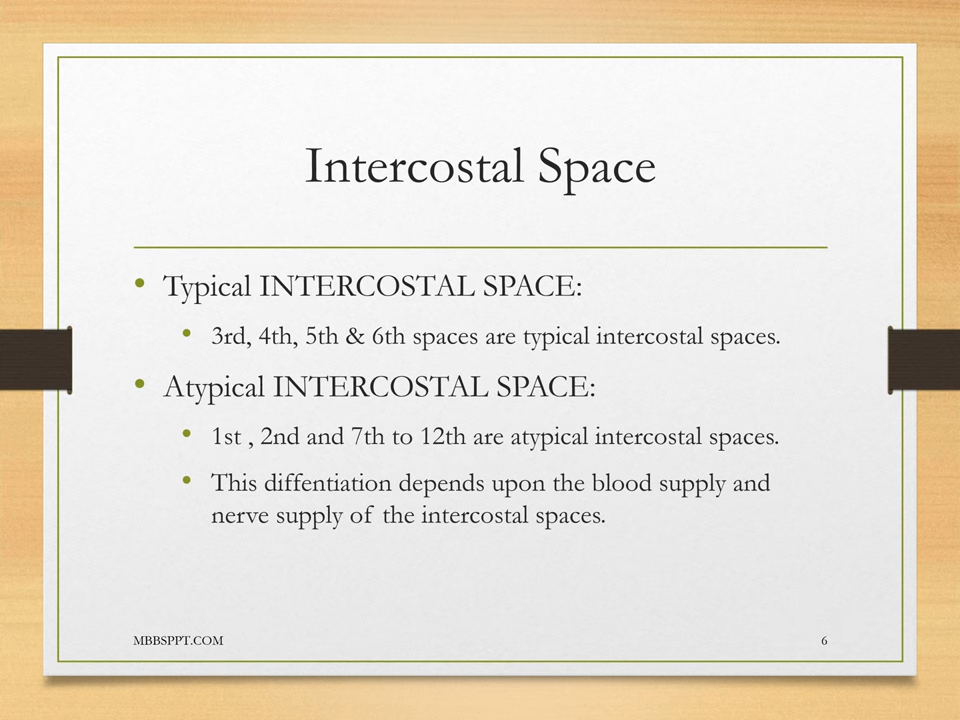 Intercostal Space
• Typical INTERCOSTAL SPACE:
• 3rd, 4th, 5th & 6th spaces are typical intercostal spaces.
• Atypical INTERCOSTAL SPACE:
• 1st , 2nd and 7th to 12th are atypical intercostal spaces.
• This diffentiation depends upon the blood supply and
nerve supply of the intercostal spaces.
MBBSPPT.COM
6